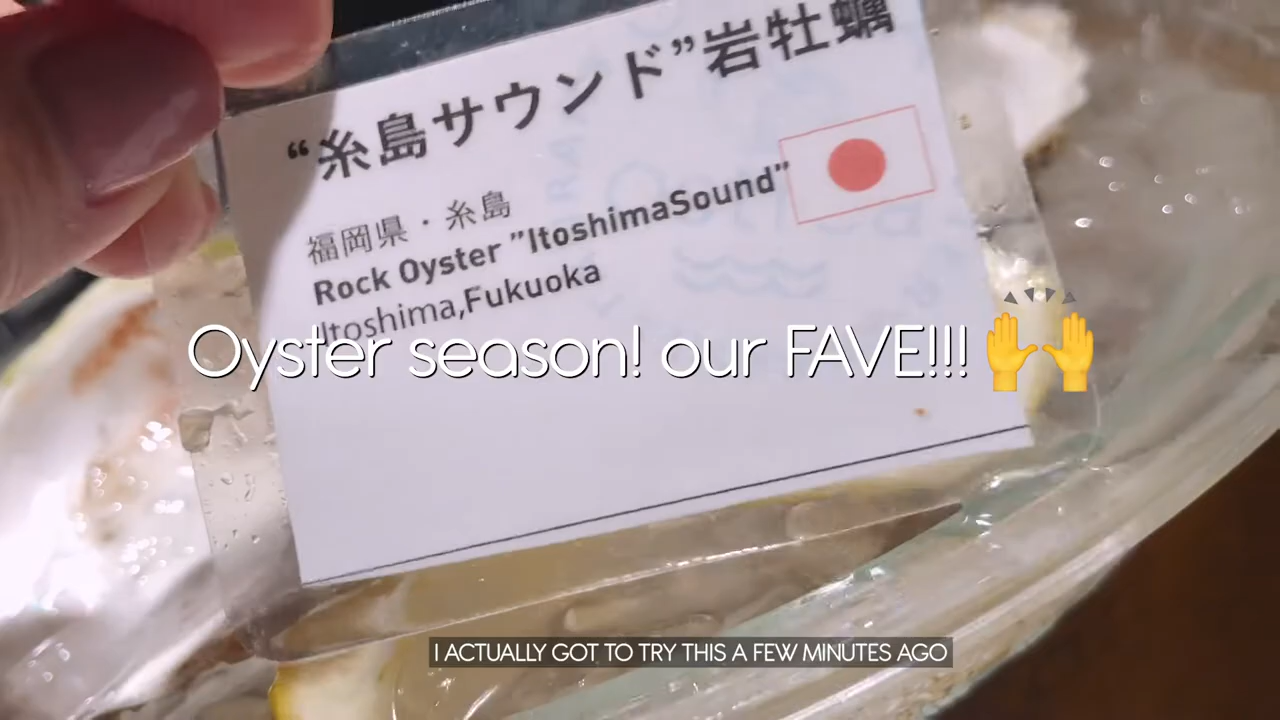 “糸島サウンド”岩牡蠣
福岡県・糸島
Rock Oyster ”ItoshimaSound”
Itoshima,Fukuoka
Oyster season! our FAVE!!! 🙌
I ACTUALLY GOT TO TRY THIS A FEW MINUTES AGO